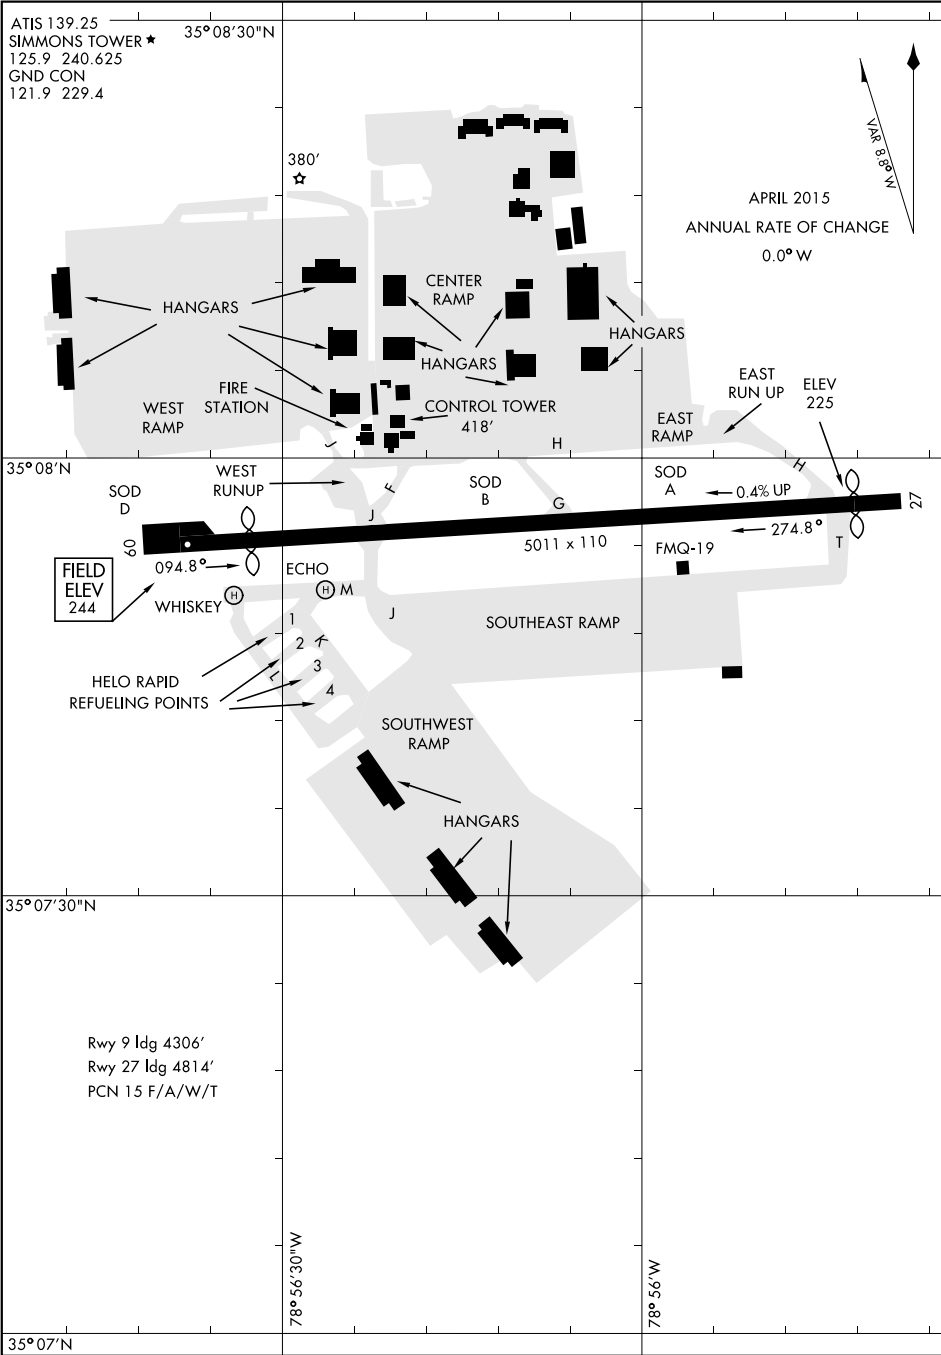 ATIS 139.25
SIMMONS TOWER ★
125.9 240.625
GND CON
121.9 229.4
35°08'30"N
380'
VAR 8.8° W
APRIL 2015
ANNUAL RATE OF CHANGE
0.0° W
HANGARS
CENTER
RAMP
HANGARS
HANGARS
FIRE
STATION
WEST
RAMP
CONTROL TOWER
418'
EAST
RUN UP
ELEV
225
EAST
RAMP
J
H
H
35°08'N
WEST
RUNUP
SOD
D
F
SOD
B
SOD
A
0.4% UP
J
G
27
274.8°
09
5011 x 110
FMQ-19
T
094.8°
ECHO
FIELD
ELEV
244
WHISKEY
H
H M
1
J
SOUTHEAST RAMP
2
K
3
L
4
HELO RAPID
REFUELING POINTS
SOUTHWEST
RAMP
HANGARS
35°07'30"N
Rwy 9 ldg 4306'
Rwy 27 ldg 4814'
PCN 15 F/A/W/T
78°56'30"W
78°56'W
35°07'N